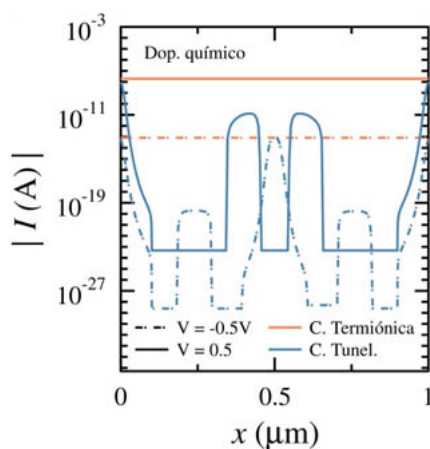 10⁻³
Dop. químico
10⁻¹¹
| I (A) |
10⁻¹⁹
10⁻²⁷
V = -0.5V
C. Termiónica
V = 0.5
C. Tunel.
0
0.5
1
x (μm)